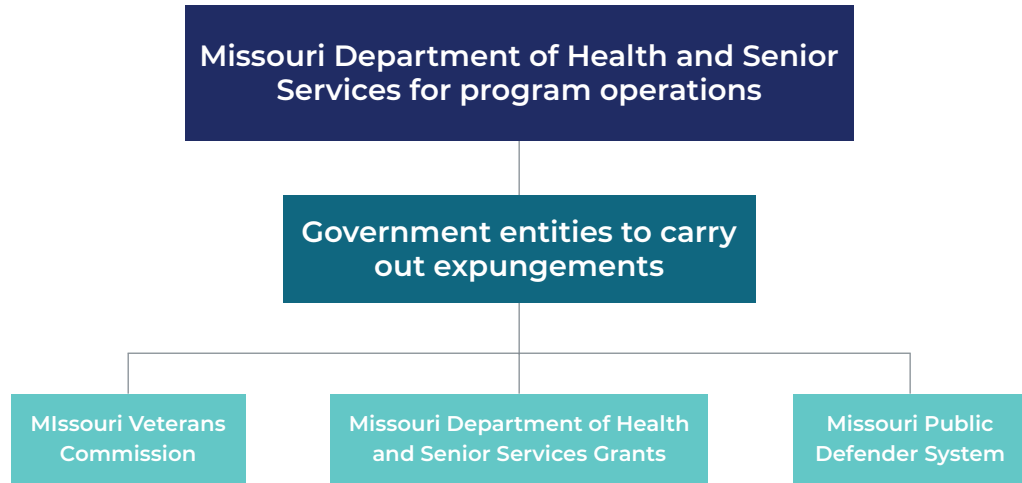 Missouri Department of Health and Senior
Services for program operations
Government entities to carry
out expungements
MIssouri Veterans
Commission
Missouri Department of Health
and Senior Services Grants
Missouri Public
Defender System